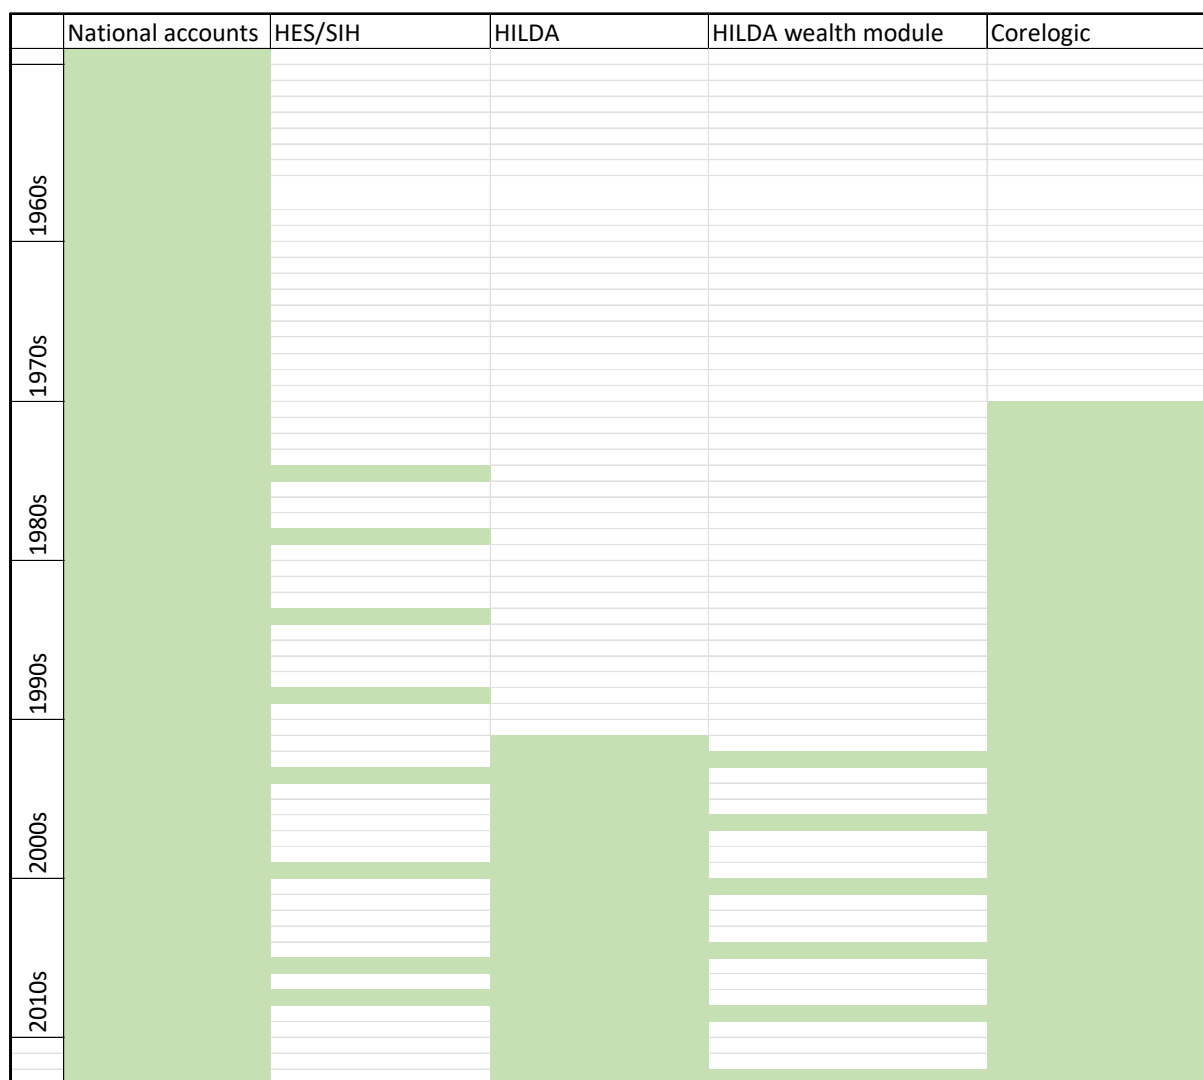 National accounts HES/SIH HILDA HILDA wealth module Corelogic
1960s
1970s
1980s
1990s
2000s
2010s